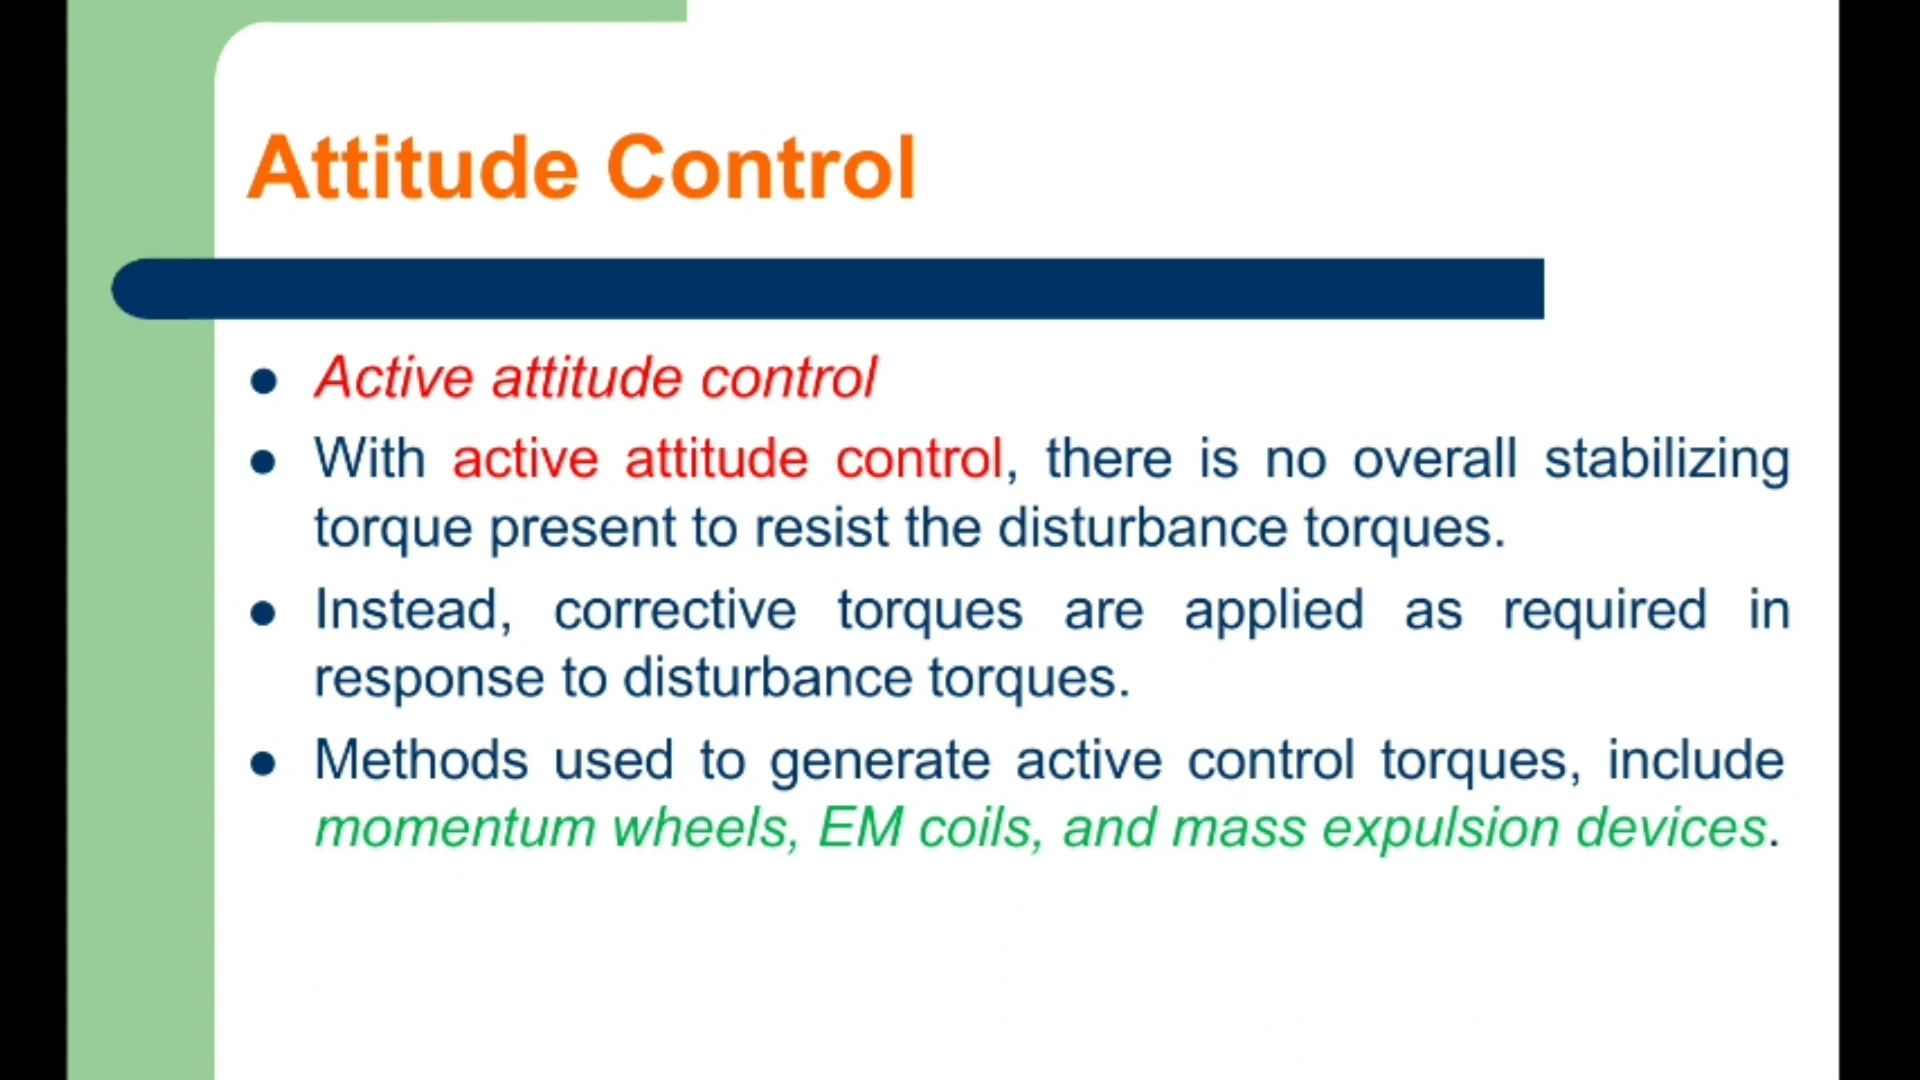 Attitude Control
Active attitude control
With active attitude control, there is no overall stabilizing
torque present to resist the disturbance torques.
Instead, corrective torques are applied as required in
response to disturbance torques.
Methods used to generate active control torques, include
momentum wheels, EM coils, and mass expulsion devices.